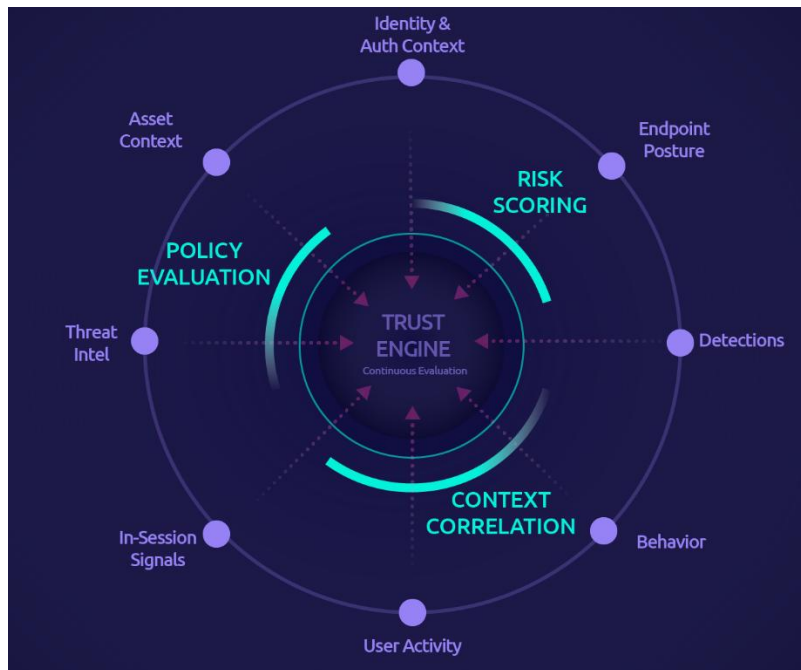 Identity &
Auth Context
Asset
Context
Endpoint
Posture
RISK
SCORING
POLICY
EVALUATION
TRUST
ENGINE
Continuous Evaluation
Threat
Intel
Detections
CONTEXT
CORRELATION
In-Session
Signals
Behavior
User Activity